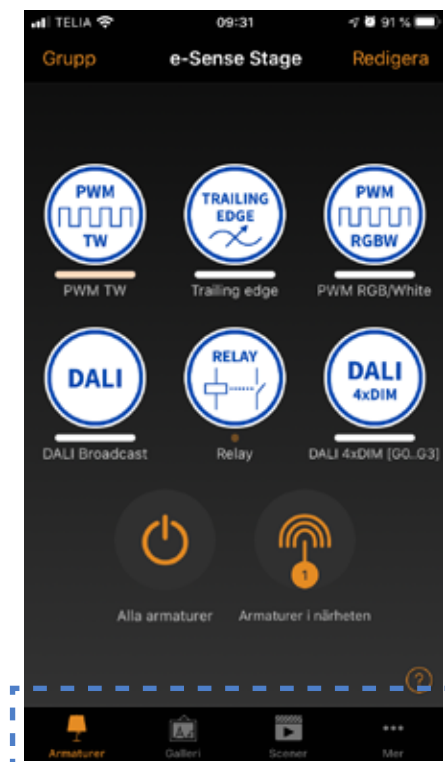 TELIA 09:31 91 %
Grupp e-Sense Stage Redigera
PWM TW
TRAILING EDGE
PWM RGBW
PWM TW Trailing edge PWM RGB/White
DALI
RELAY
DALI 4xDIM
DALI Broadcast Relay DALI 4xDIM [G0..G3]
1
Alla armaturer Armaturer i närheten
?
Armaturer Galleri Scener Mer